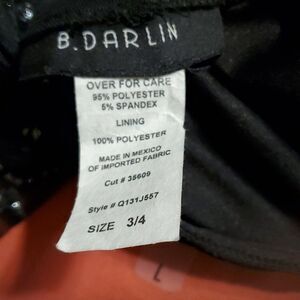 B.DARLIN
OVER FOR CARE
95% POLYESTER
5% SPANDEX
LINING
100% POLYESTER
MADE IN MEXICO
OF IMPORTED FABRIC
Cut # 35609
Style # Q131J557
SIZE 3/4